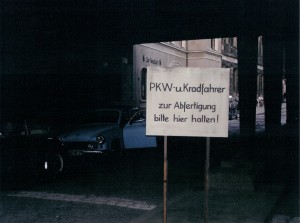 PKW-u.Kradfahrer
zur Abfertigung
bitte hier halten!